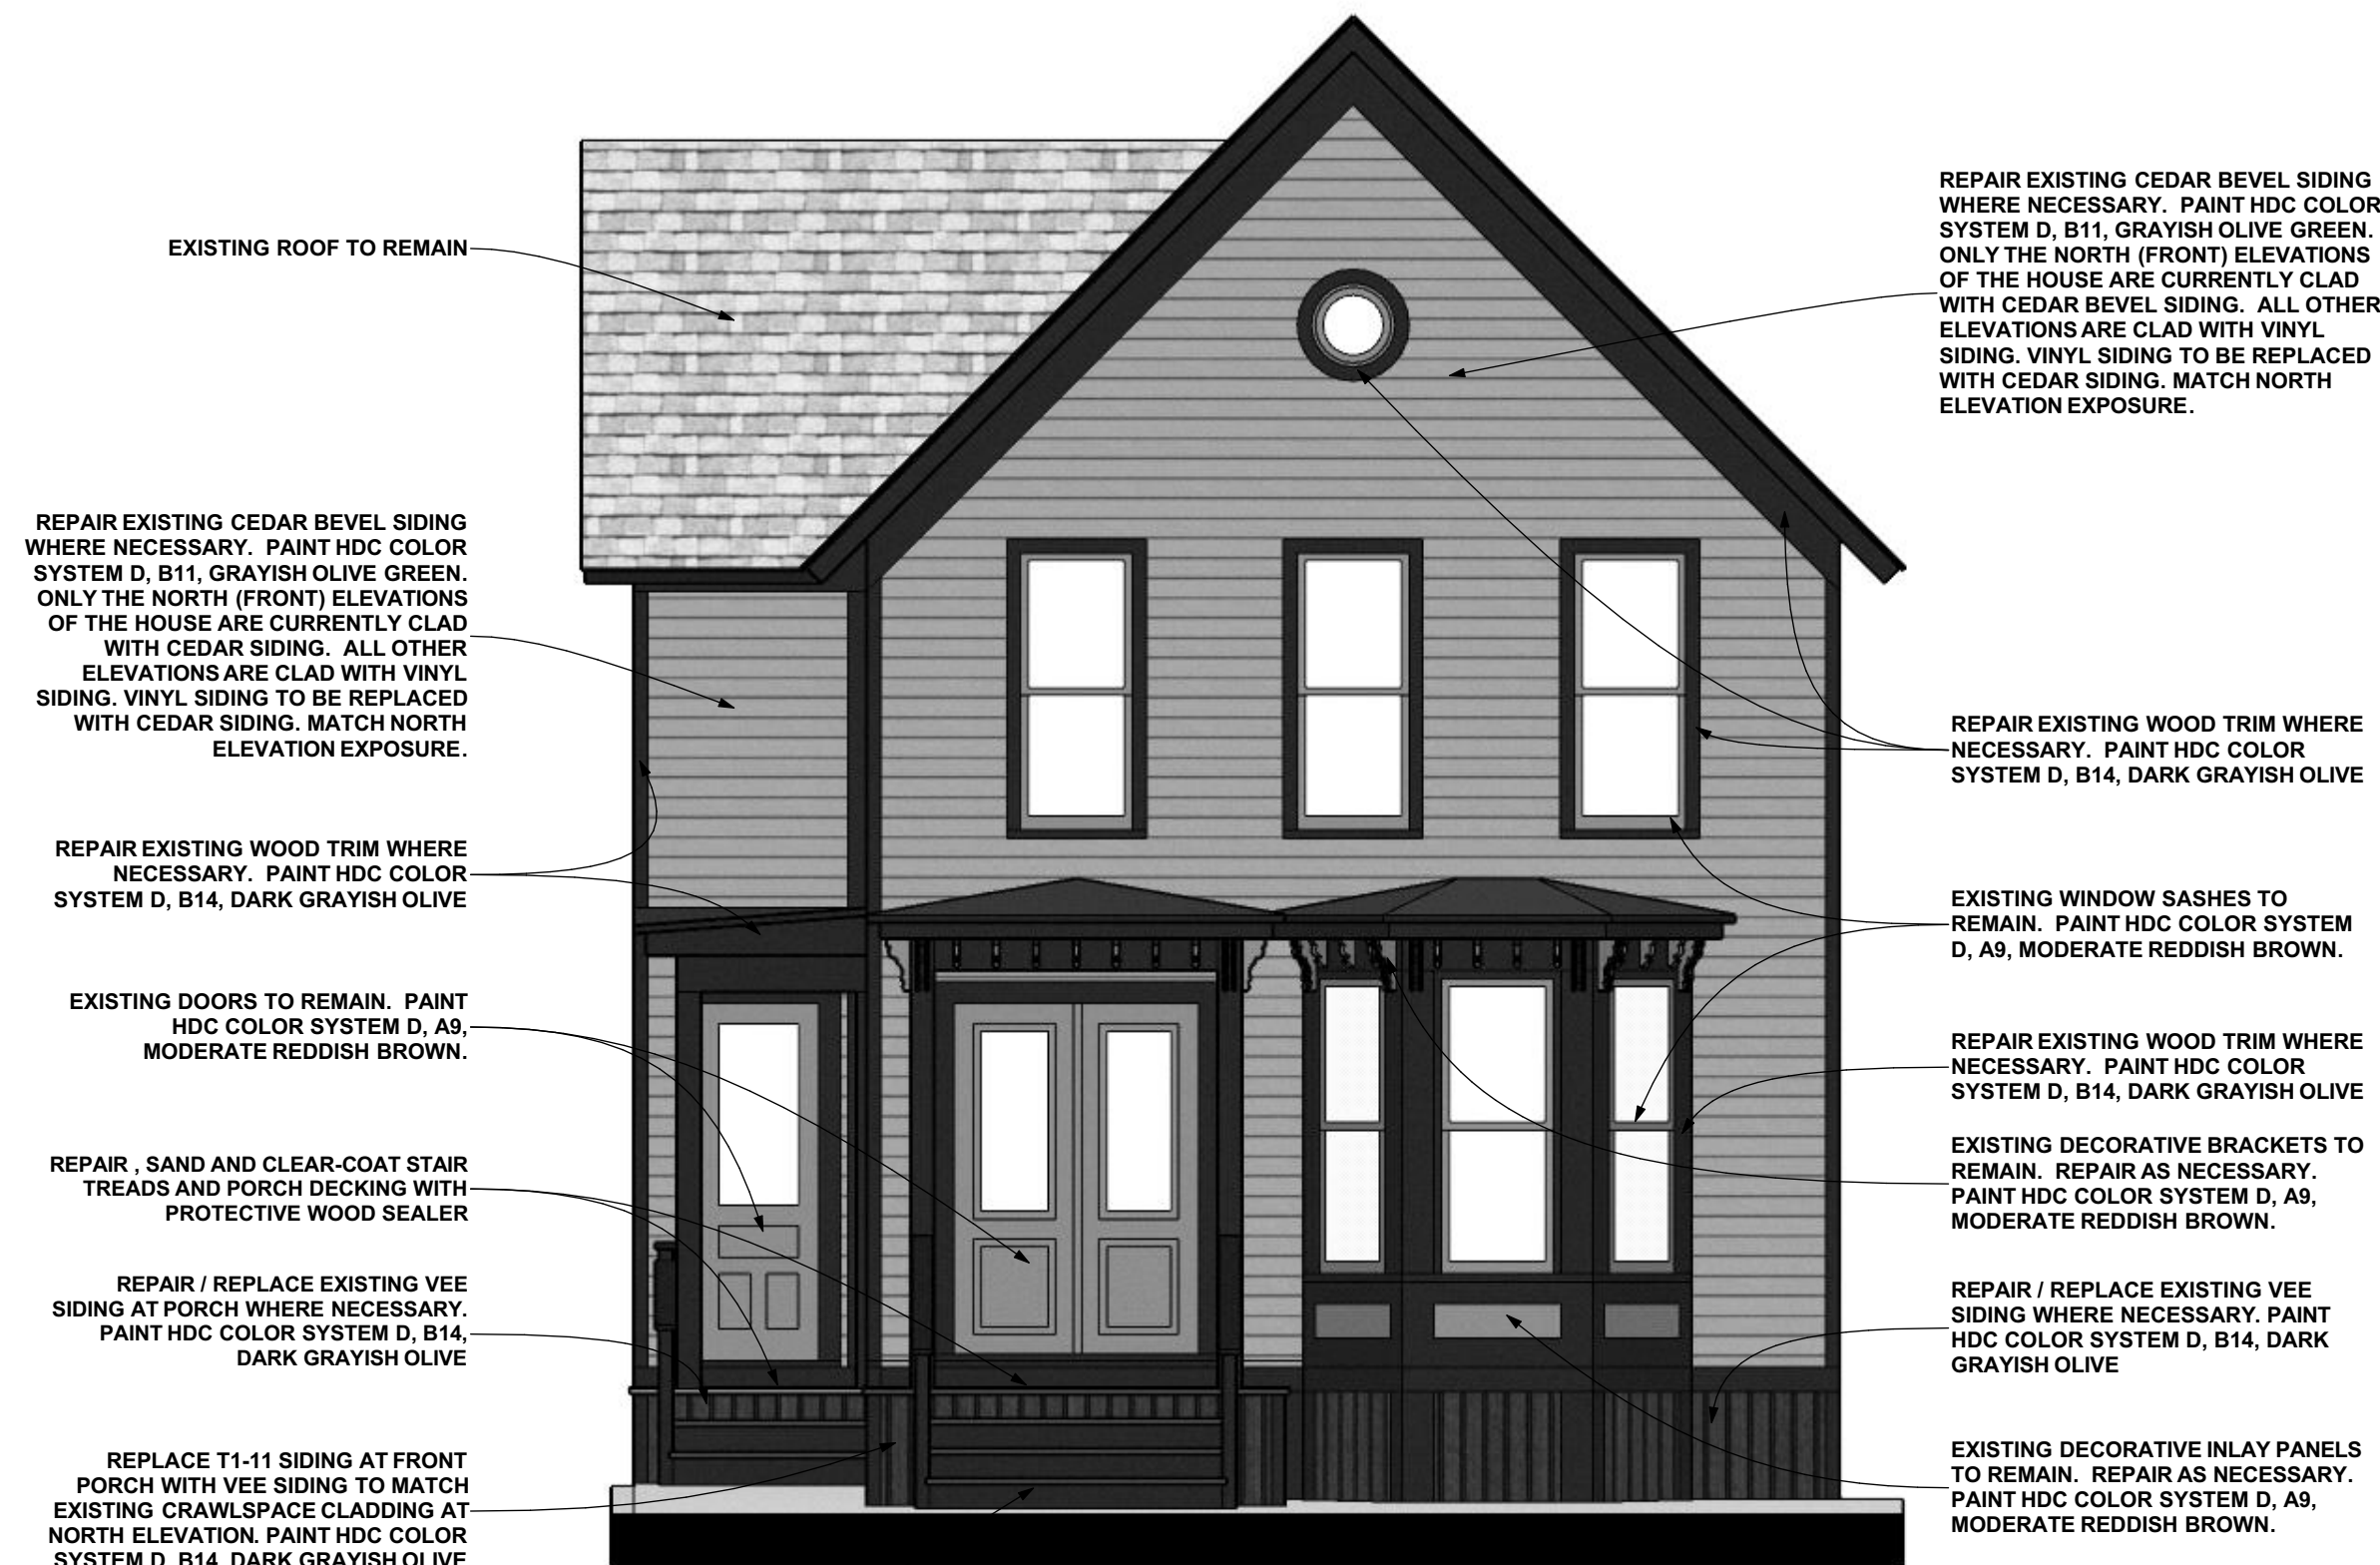 EXISTING ROOF TO REMAIN
REPAIR EXISTING CEDAR BEVEL SIDING
WHERE NECESSARY. PAINT HDC COLOR
SYSTEM D, B11, GRAYISH OLIVE GREEN.
ONLY THE NORTH (FRONT) ELEVATIONS
OF THE HOUSE ARE CURRENTLY CLAD
WITH CEDAR SIDING. ALL OTHER
ELEVATIONS ARE CLAD WITH VINYL
SIDING. VINYL SIDING TO BE REPLACED
WITH CEDAR SIDING. MATCH NORTH
ELEVATION EXPOSURE.
REPAIR EXISTING WOOD TRIM WHERE
NECESSARY. PAINT HDC COLOR
SYSTEM D, B14, DARK GRAYISH OLIVE
EXISTING DOORS TO REMAIN. PAINT
HDC COLOR SYSTEM D, A9,
MODERATE REDDISH BROWN.
REPAIR , SAND AND CLEAR-COAT STAIR
TREADS AND PORCH DECKING WITH
PROTECTIVE WOOD SEALER
REPAIR / REPLACE EXISTING VEE
SIDING AT PORCH WHERE NECESSARY.
PAINT HDC COLOR SYSTEM D, B14,
DARK GRAYISH OLIVE
REPLACE T1-11 SIDING AT FRONT
PORCH WITH VEE SIDING TO MATCH
EXISTING CRAWLSPACE CLADDING AT
NORTH ELEVATION. PAINT HDC COLOR
SYSTEM D, B14, DARK GRAYISH OLIVE
REPAIR EXISTING CEDAR BEVEL SIDING
WHERE NECESSARY. PAINT HDC COLOR
SYSTEM D, B11, GRAYISH OLIVE GREEN.
ONLY THE NORTH (FRONT) ELEVATIONS
OF THE HOUSE ARE CURRENTLY CLAD
WITH CEDAR BEVEL SIDING. ALL OTHER
ELEVATIONS ARE CLAD WITH VINYL
SIDING. VINYL SIDING TO BE REPLACED
WITH CEDAR SIDING. MATCH NORTH
ELEVATION EXPOSURE.
REPAIR EXISTING WOOD TRIM WHERE
NECESSARY. PAINT HDC COLOR
SYSTEM D, B14, DARK GRAYISH OLIVE
EXISTING WINDOW SASHES TO
REMAIN. PAINT HDC COLOR SYSTEM
D, A9, MODERATE REDDISH BROWN.
REPAIR EXISTING WOOD TRIM WHERE
NECESSARY. PAINT HDC COLOR
SYSTEM D, B14, DARK GRAYISH OLIVE
EXISTING DECORATIVE BRACKETS TO
REMAIN. REPAIR AS NECESSARY.
PAINT HDC COLOR SYSTEM D, A9,
MODERATE REDDISH BROWN.
REPAIR / REPLACE EXISTING VEE
SIDING WHERE NECESSARY. PAINT
HDC COLOR SYSTEM D, B14, DARK
GRAYISH OLIVE
EXISTING DECORATIVE INLAY PANELS
TO REMAIN. REPAIR AS NECESSARY.
PAINT HDC COLOR SYSTEM D, A9,
MODERATE REDDISH BROWN.